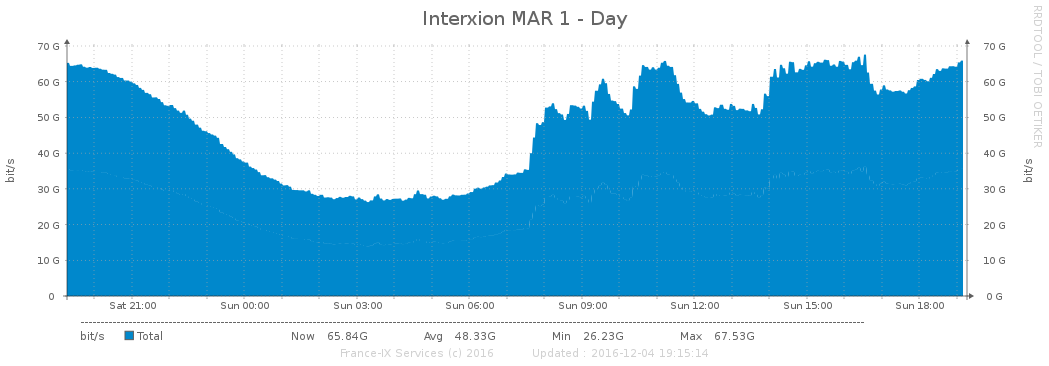 Interxion MAR 1 - Day
RRDTOOL / TOBI OETIKER
70 G 70 G
60 G 60 G
50 G 50 G
40 G 40 G
30 G 30 G
20 G 20 G
10 G 10 G
0 0 G
bit/s bit/s
Sat 21:00 Sun 00:00 Sun 03:00 Sun 06:00 Sun 09:00 Sun 12:00 Sun 15:00 Sun 18:00
bit/s Total Now 65.84G Avg 48.33G Min 26.23G Max 67.53G
France-IX Services (c) 2016 Updated : 2016-12-04 19:15:14